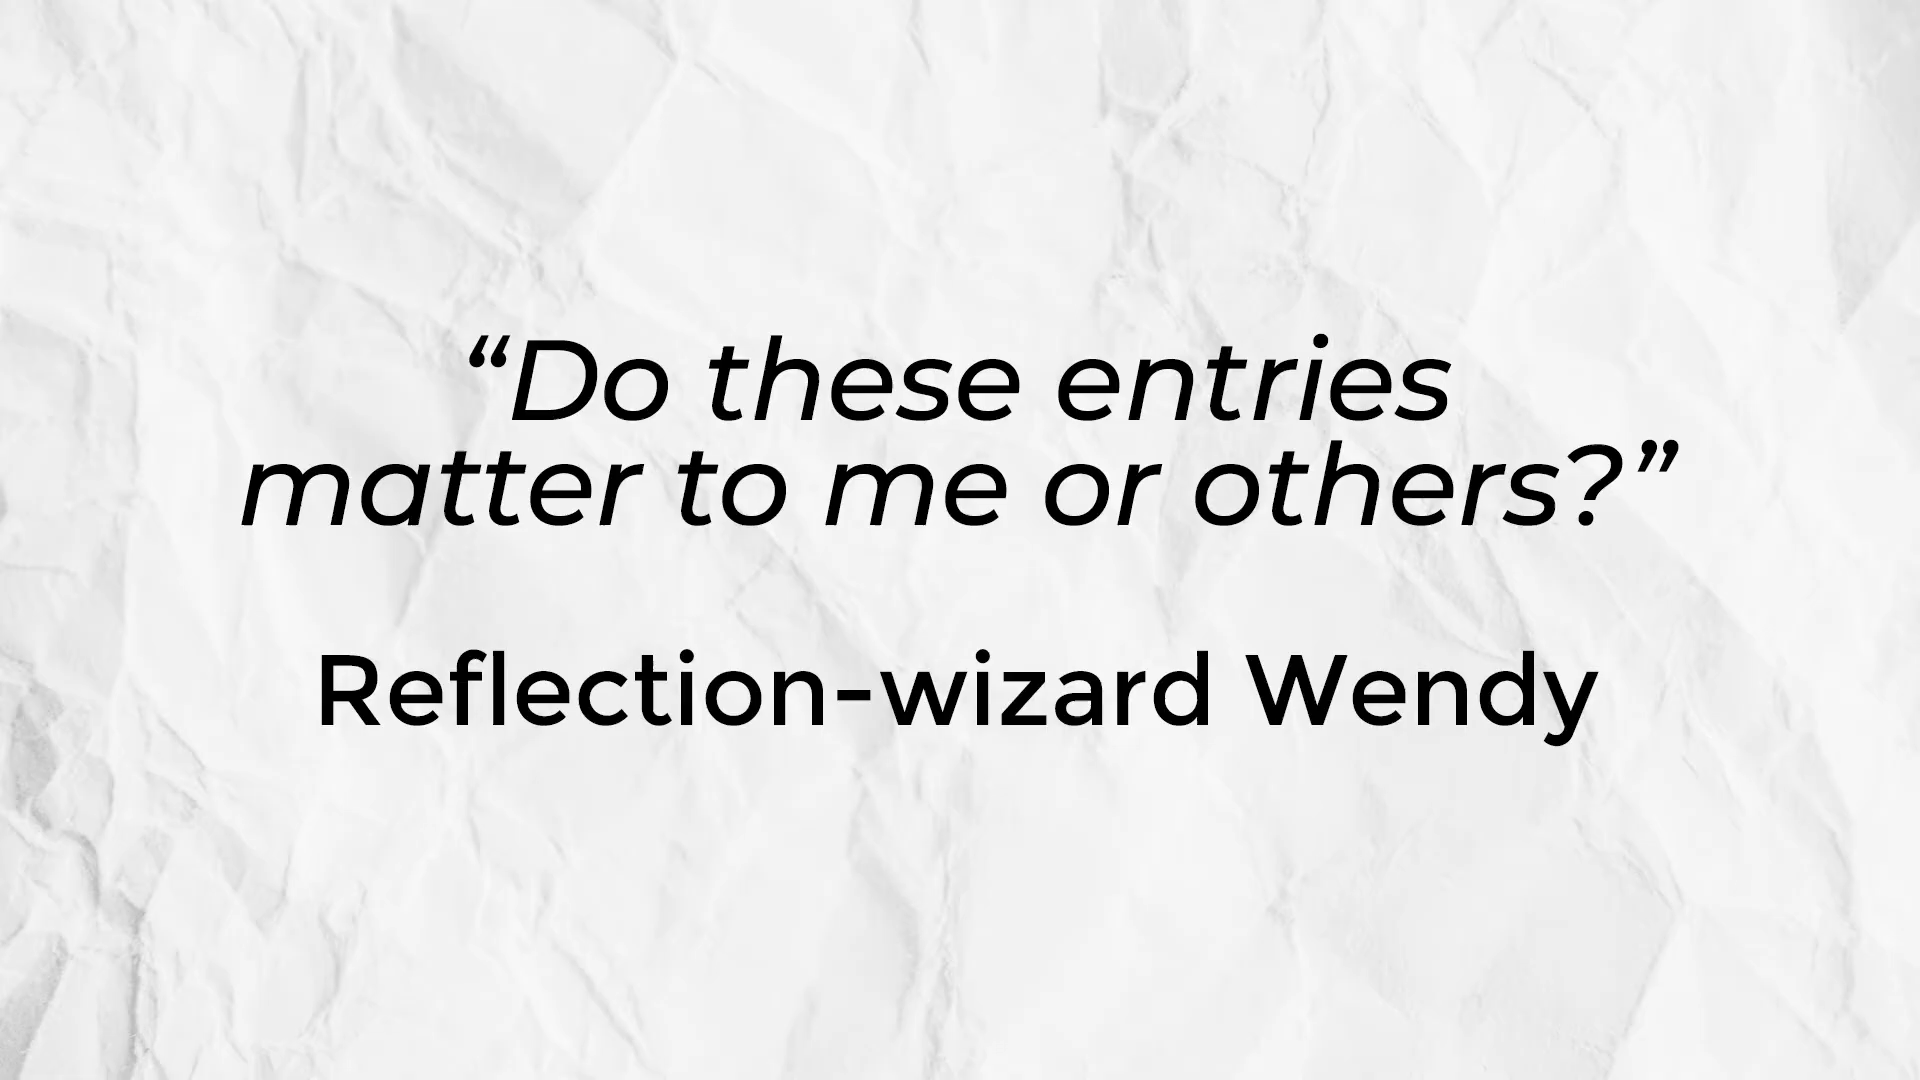 “Do these entries
matter to me or others?”
Reflection-wizard Wendy